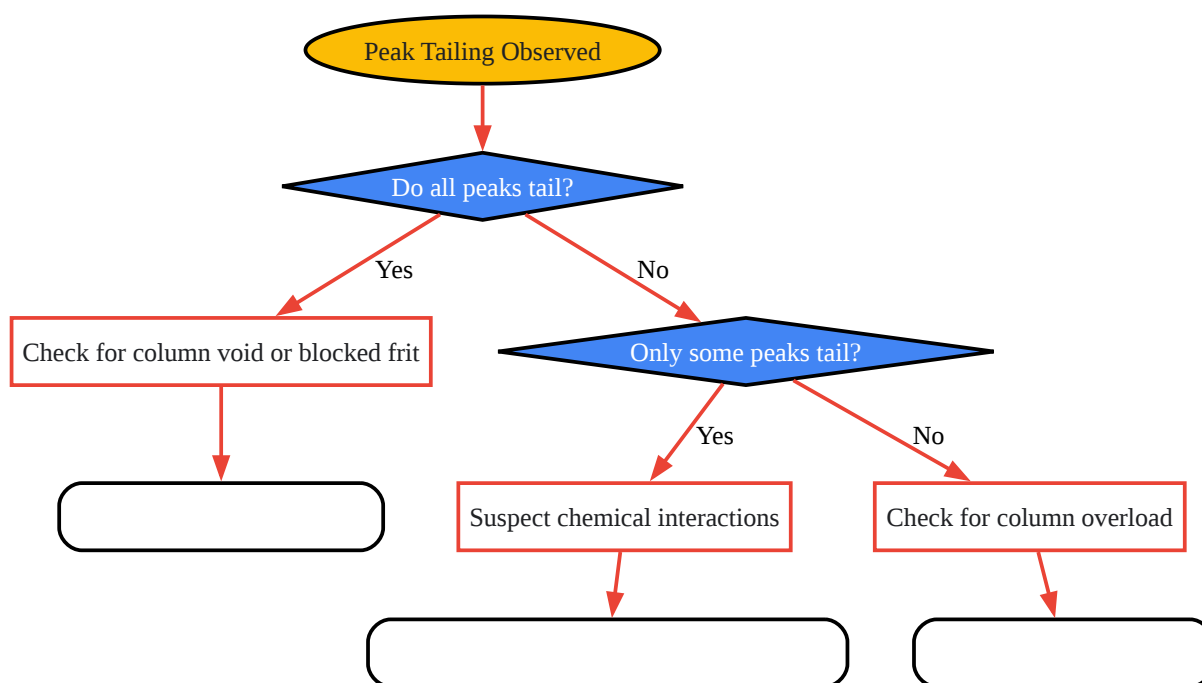 Peak Tailing Observed
Do all peaks tail?
Yes
No
Check for column void or blocked frit
Only some peaks tail?
Yes
No
Suspect chemical interactions
Check for column overload